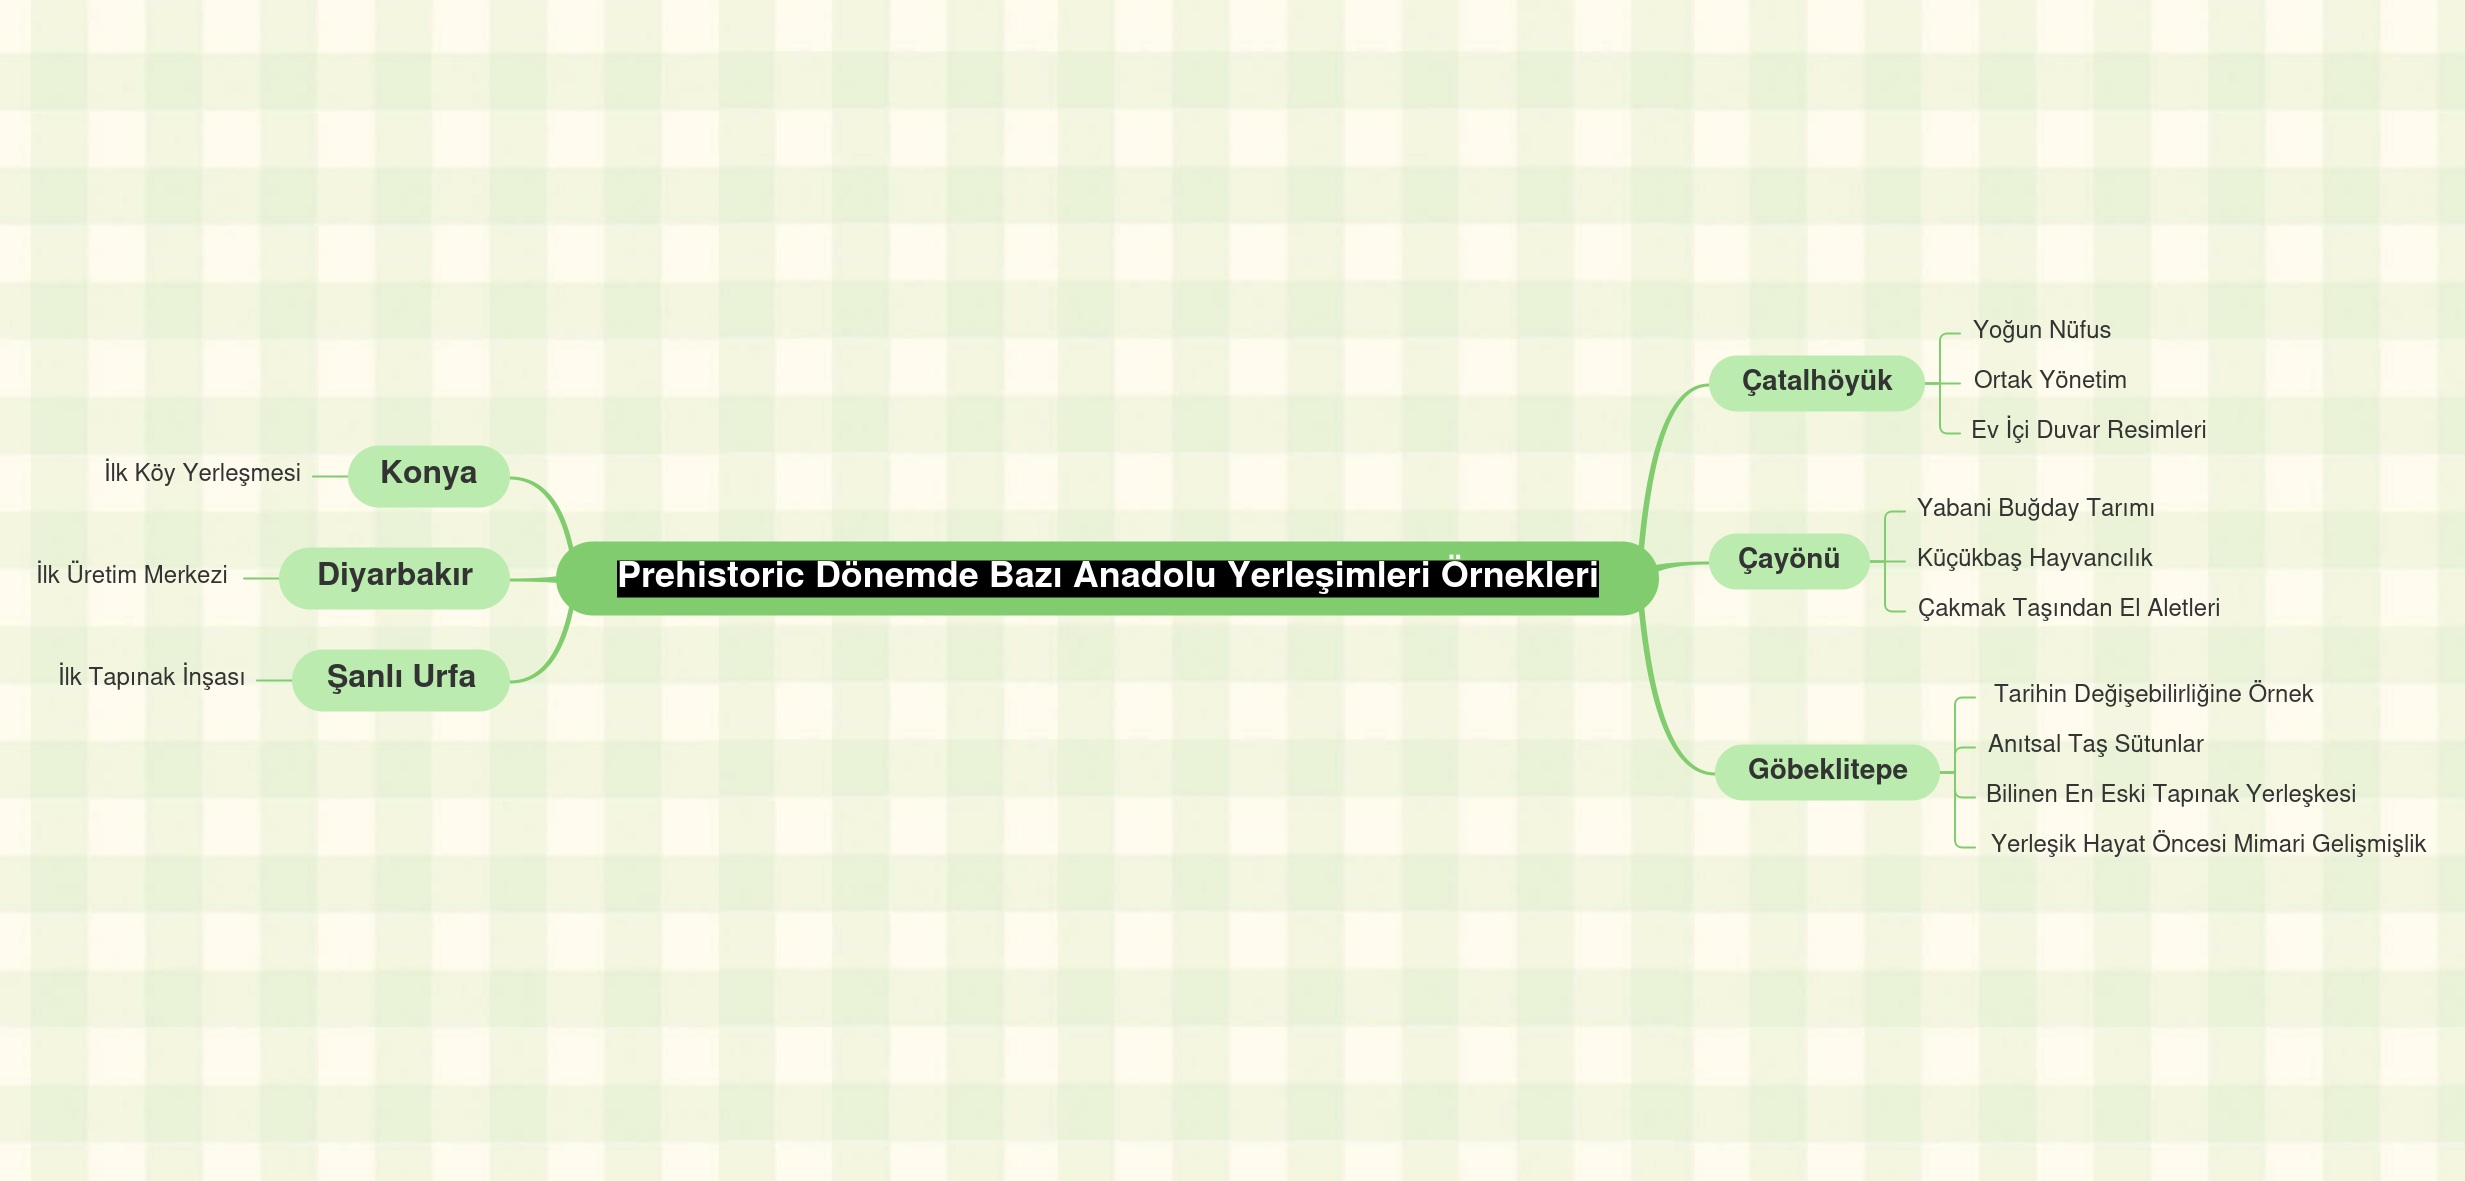 Prehistoric Dönemde Bazı Anadolu Yerleşimleri Örnekleri
Konya
İlk Köy Yerleşmesi
Diyarbakır
İlk Üretim Merkezi
Şanlı Urfa
İlk Tapınak İnşası
Çatalhöyük
Yoğun Nüfus
Ortak Yönetim
Ev İçi Duvar Resimleri
Çayönü
Yabani Buğday Tarımı
Küçükbaş Hayvancılık
Çakmak Taşından El Aletleri
Göbeklitepe
Tarihin Değişebilirliğine Örnek
Anıtsal Taş Sütunlar
Bilinen En Eski Tapınak Yerleşkesi
Yerleşik Hayat Öncesi Mimari Gelişmişlik